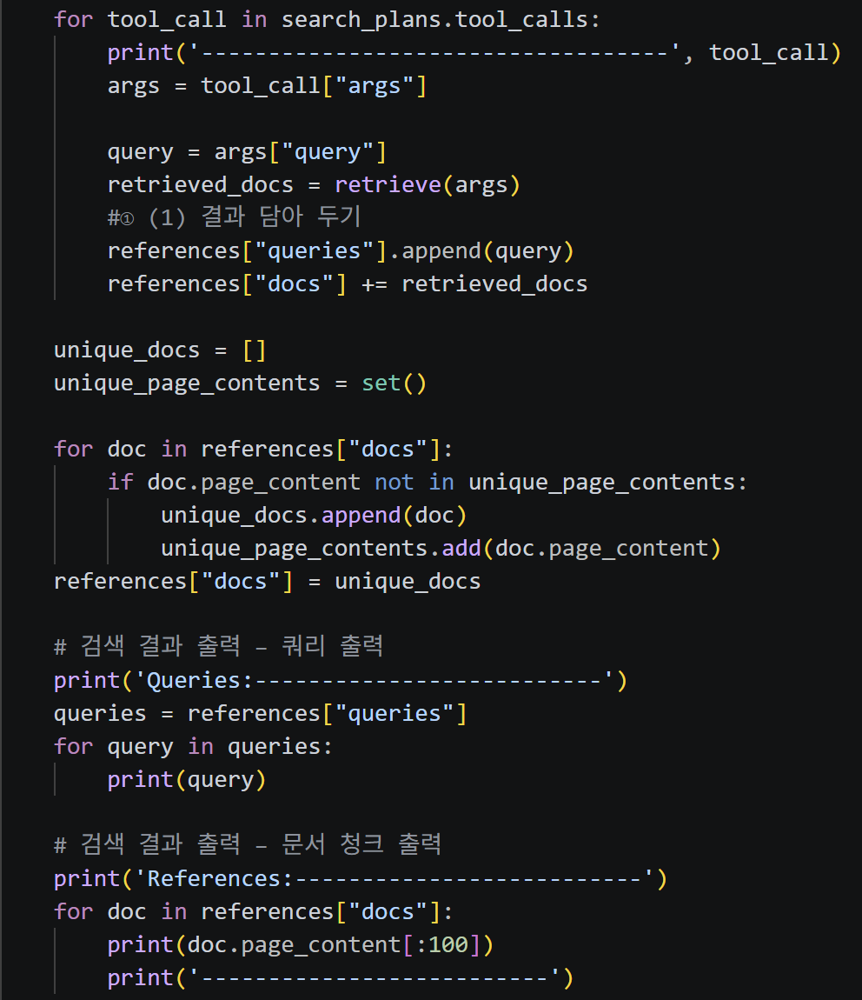 for tool_call in search_plans.tool_calls:
print('-----------------------------------', tool_call)
args = tool_call["args"]
query = args["query"]
retrieved_docs = retrieve(args)
#① (1) 결과 담아 두기
references["queries"].append(query)
references["docs"] += retrieved_docs
unique_docs = []
unique_page_contents = set()
for doc in references["docs"]:
if doc.page_content not in unique_page_contents:
unique_docs.append(doc)
unique_page_contents.add(doc.page_content)
references["docs"] = unique_docs
# 검색 결과 출력 – 쿼리 출력
print('Queries:--------------------------')
queries = references["queries"]
for query in queries:
print(query)
# 검색 결과 출력 – 문서 청크 출력
print('References:--------------------------')
for doc in references["docs"]:
print(doc.page_content[:100])
print('--------------------------')